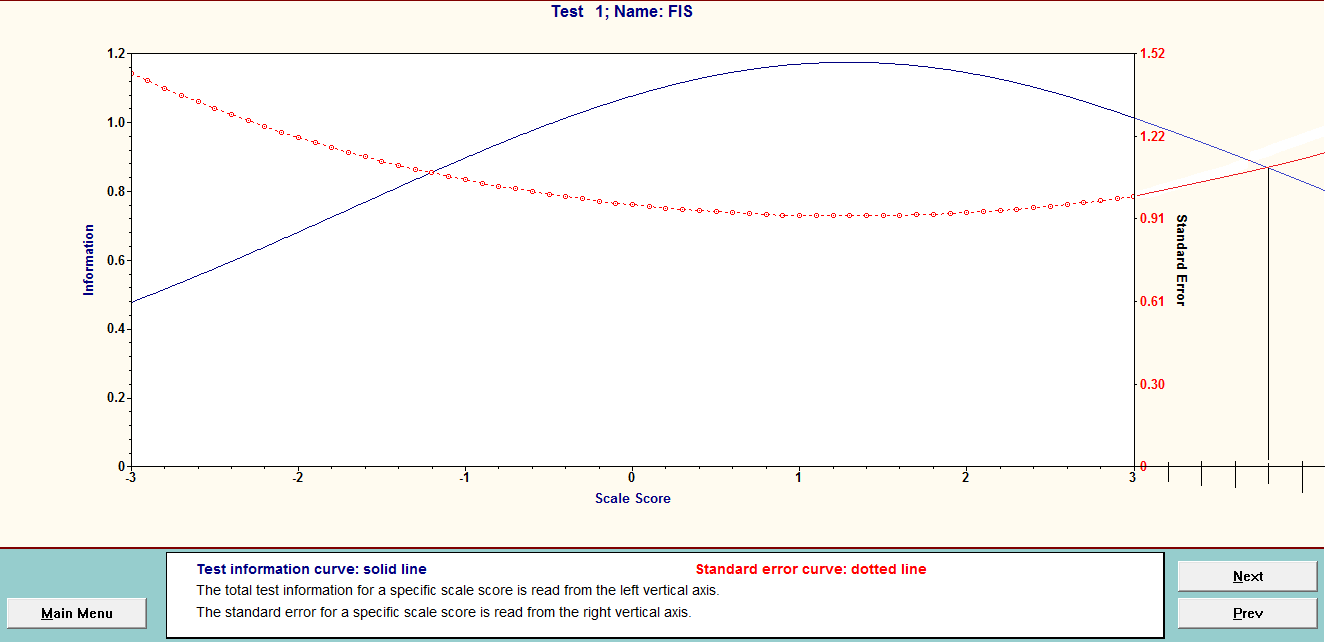 Test 1; Name: FIS
1.2
1.0
0.8
0.6
0.4
0.2
0
Information
-3
-2
-1
0
1
2
3
Scale Score
1.52
1.22
0.91
0.61
0.30
0
Standard Error
Test information curve: solid line
Standard error curve: dotted line
The total test information for a specific scale score is read from the left vertical axis.
The standard error for a specific scale score is read from the right vertical axis.
Main Menu
Next
Prev